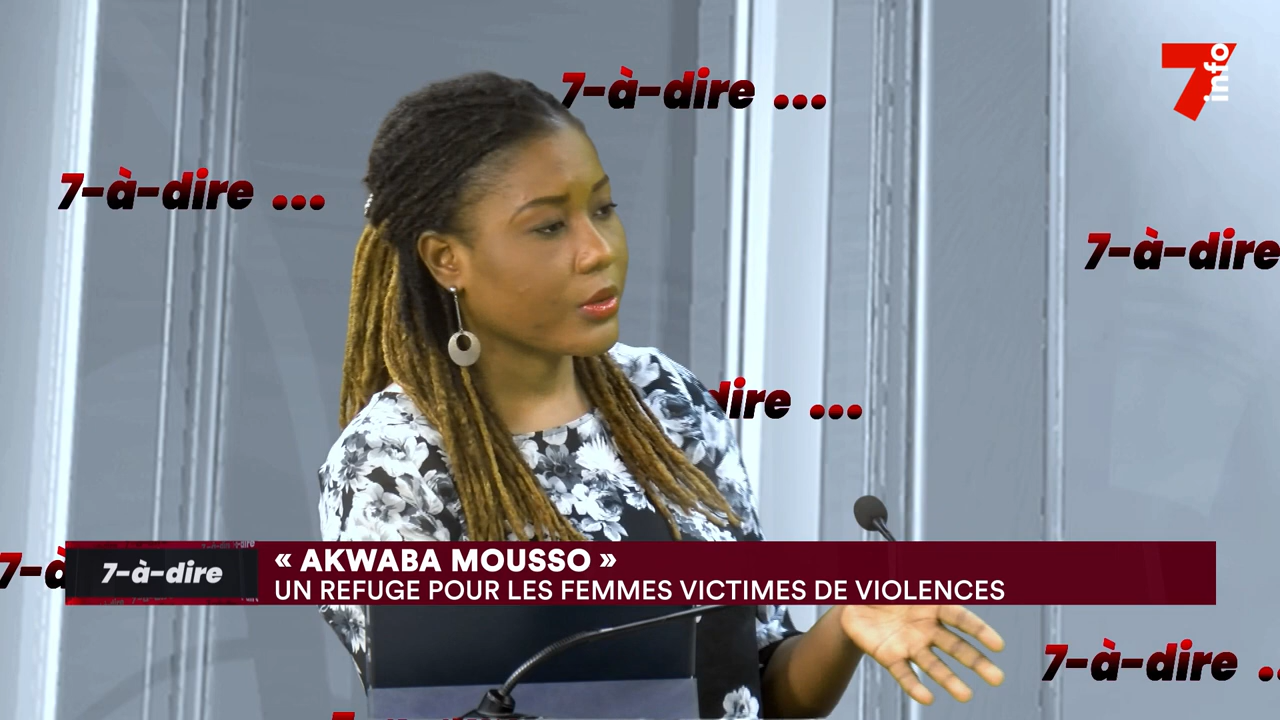 7-à-dire ...
7 info
7-à-dire ...
7-à-dire
dire ...
7-à
7-à-dire
« AKWABA MOUSSO »
UN REFUGE POUR LES FEMMES VICTIMES DE VIOLENCES
7-à-dire ..